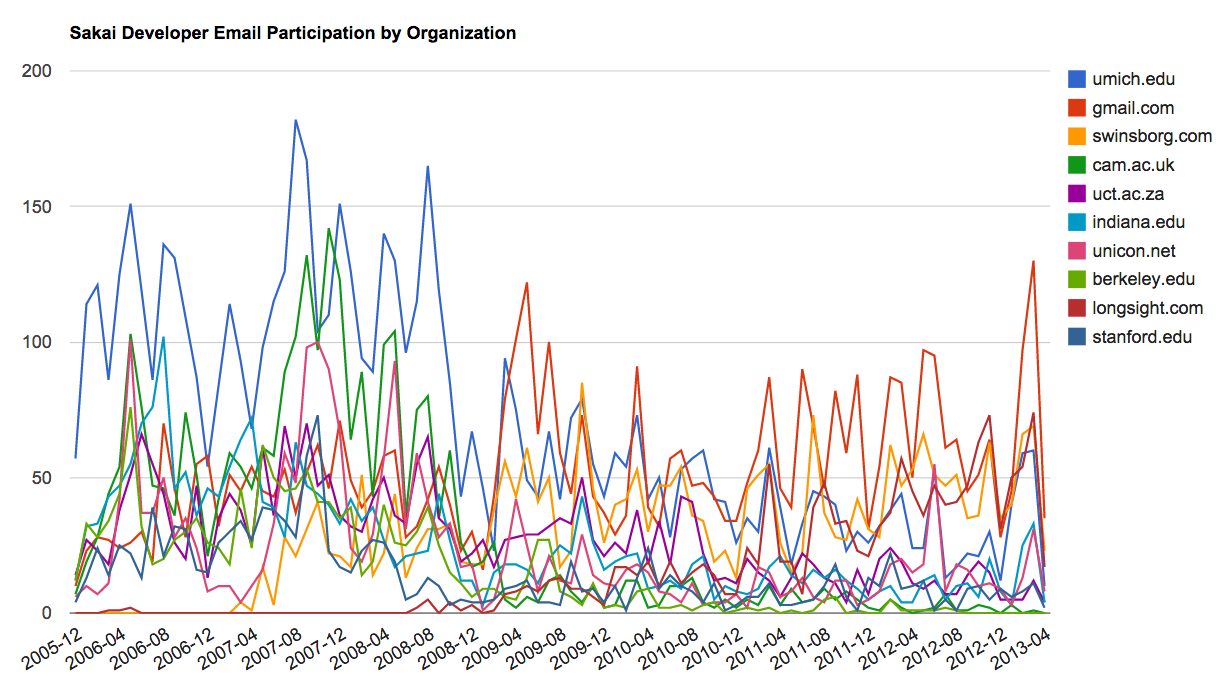 Sakai Developer Email Participation by Organization
200
150
100
50
0
2005-12
2006-04
2006-08
2006-12
2007-04
2007-08
2007-12
2008-04
2008-08
2008-12
2009-04
2009-08
2009-12
2010-04
2010-08
2010-12
2011-04
2011-08
2011-12
2012-04
2012-08
2012-12
2013-04
umich.edu
gmail.com
swinsborg.com
cam.ac.uk
uct.ac.za
indiana.edu
unicon.net
berkeley.edu
longsight.com
stanford.edu